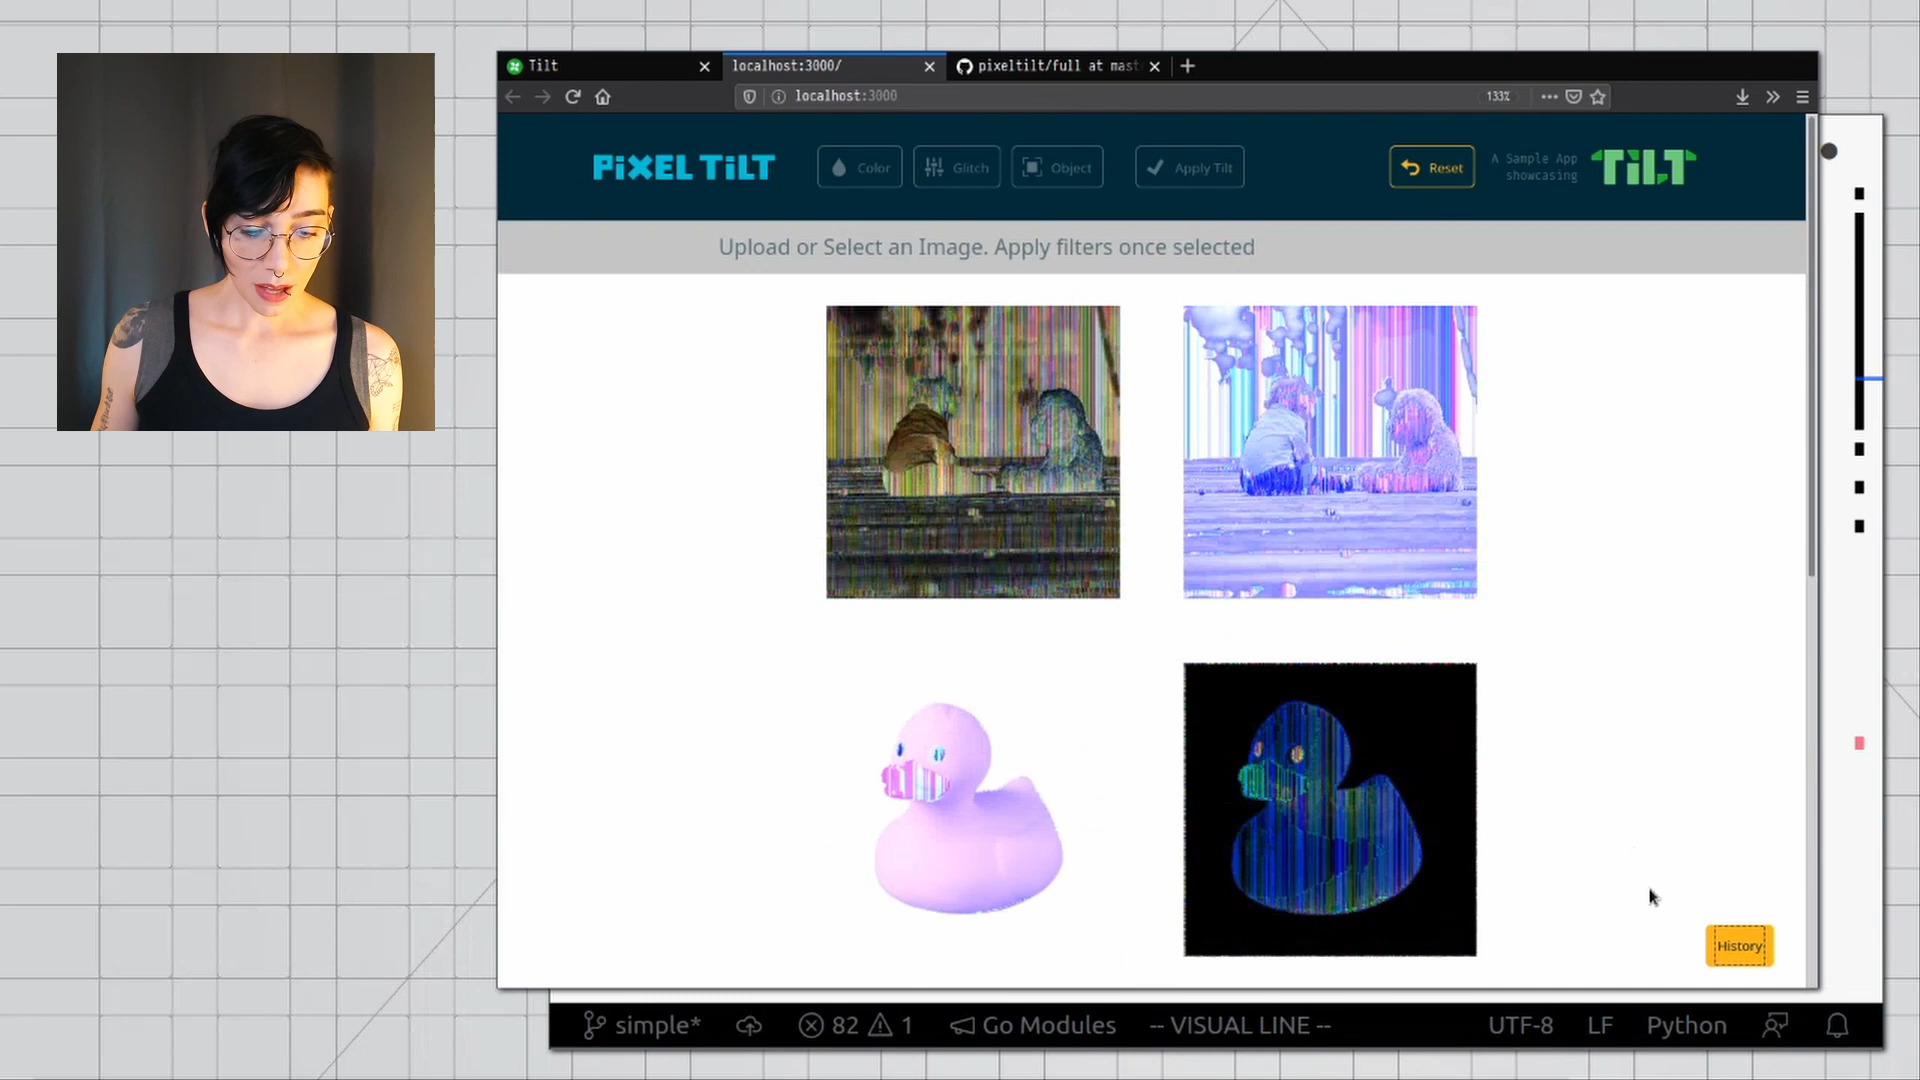 Tilt
localhost:3000/
pixeltilt/full at mast
localhost:3000
133%
PiXEL TiLT
Color
Glitch
Object
Apply Tilt
Reset
A Sample App
showcasing
TiLT
Upload or Select an Image. Apply filters once selected
History
simple*
82
1
Go Modules
-- VISUAL LINE --
UTF-8
LF
Python